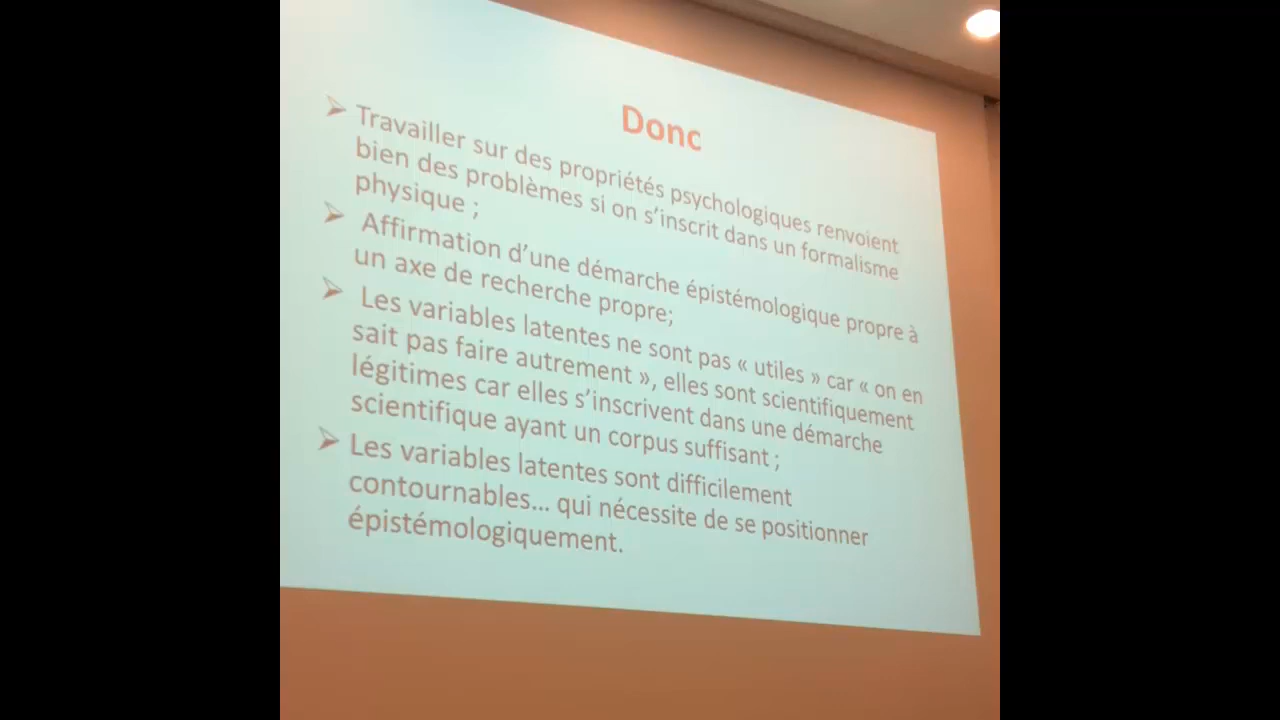 Donc
➢ Travailler sur des propriétés psychologiques renvoient
bien des problèmes si on s’inscrit dans un formalisme
physique ;
➢ Affirmation d’une démarche épistémologique propre à
un axe de recherche propre;
➢ Les variables latentes ne sont pas « utiles » car « on en
sait pas faire autrement », elles sont scientifiquement
légitimes car elles s’inscrivent dans une démarche
scientifique ayant un corpus suffisant ;
➢ Les variables latentes sont difficilement
contournables... qui nécessite de se positionner
épistémologiquement.